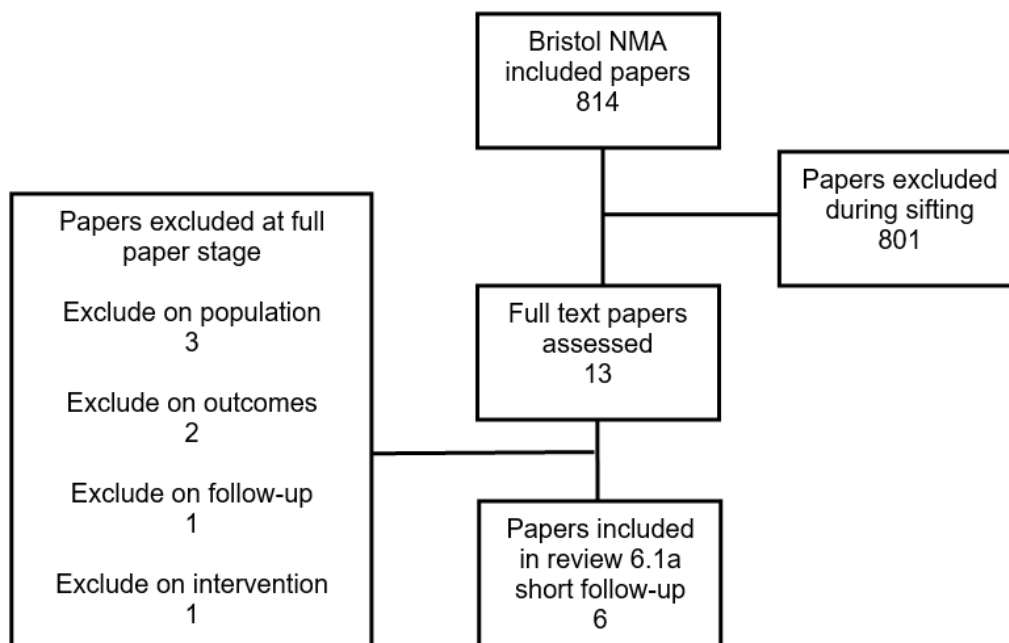 Bristol NMA
included papers
814
Papers excluded
during sifting
801
Full text papers
assessed
13
Papers excluded at full
paper stage
Exclude on population
3
Exclude on outcomes
2
Exclude on follow-up
1
Exclude on intervention
1
Papers included
in review 6.1a
short follow-up
6